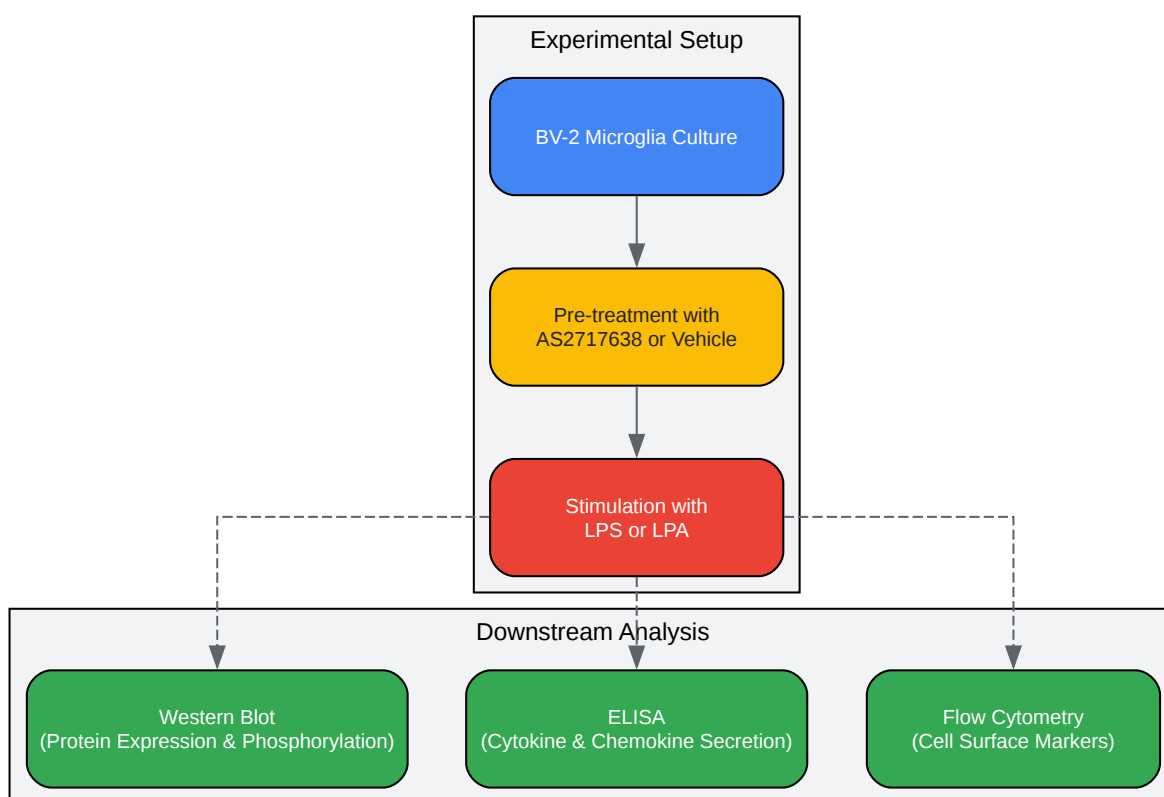 Experimental Setup
BV-2 Microglia Culture
Pre-treatment with
AS2717638 or Vehicle
Stimulation with
LPS or LPA
Downstream Analysis
Western Blot
(Protein Expression & Phosphorylation)
ELISA
(Cytokine & Chemokine Secretion)
Flow Cytometry
(Cell Surface Markers)